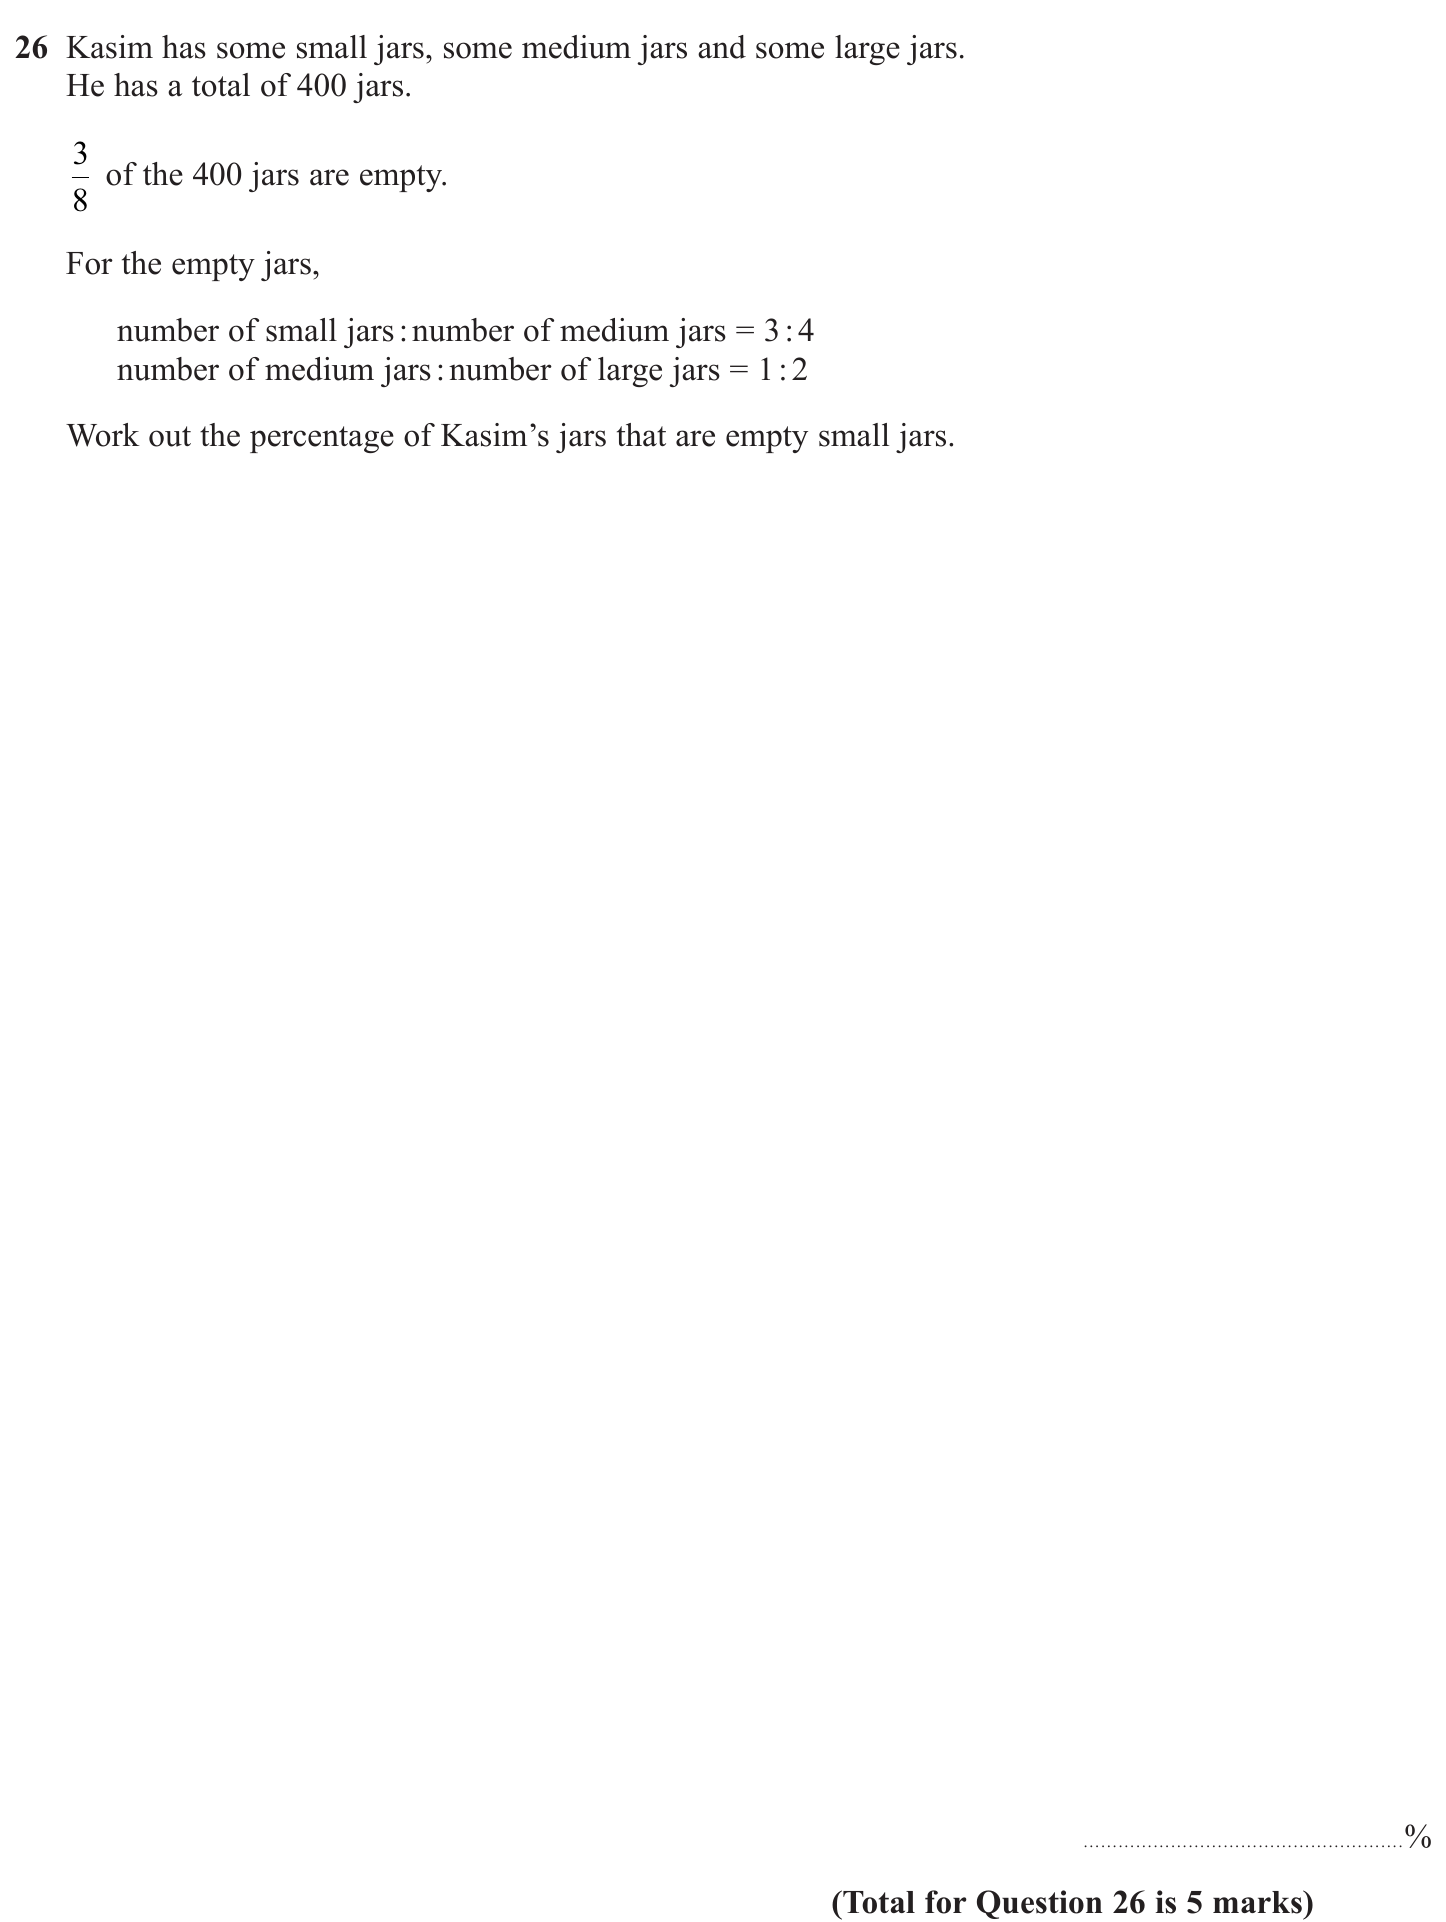 26 Kasim has some small jars, some medium jars and some large jars.
He has a total of 400 jars.
3/8 of the 400 jars are empty.
For the empty jars,
number of small jars : number of medium jars = 3 : 4
number of medium jars : number of large jars = 1 : 2
Work out the percentage of Kasim’s jars that are empty small jars.
.......................................................%
(Total for Question 26 is 5 marks)